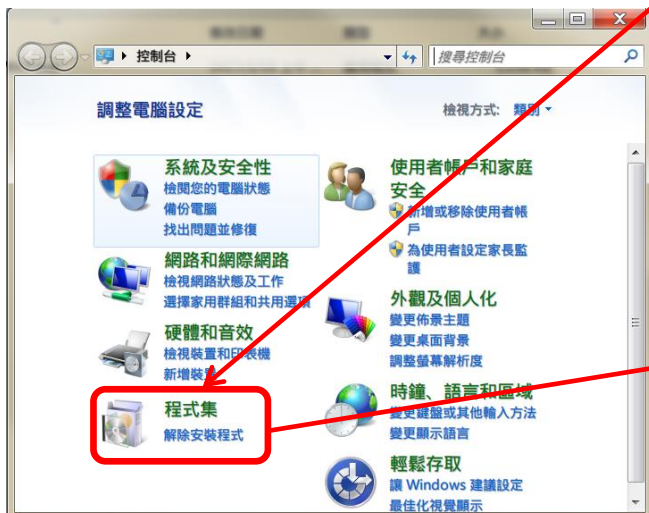 控制台
搜尋控制台
調整電腦設定
檢視方式: 類別
系統及安全性
檢閱您的電腦狀態
備份電腦
找出問題並修復
網路和網際網路
檢視網路狀態及工作
選擇家用群組和共用選項
硬體和音效
檢視裝置和印表機
新增裝置
程式集
解除安裝程式
使用者帳戶和家庭
安全
新增或移除使用者帳
戶
為使用者設定家長監
護
外觀及個人化
變更佈景主題
變更桌面背景
調整螢幕解析度
時鐘、語言和區域
變更鍵盤或其他輸入方法
變更顯示語言
輕鬆存取
讓 Windows 建議設定
最佳化視覺顯示